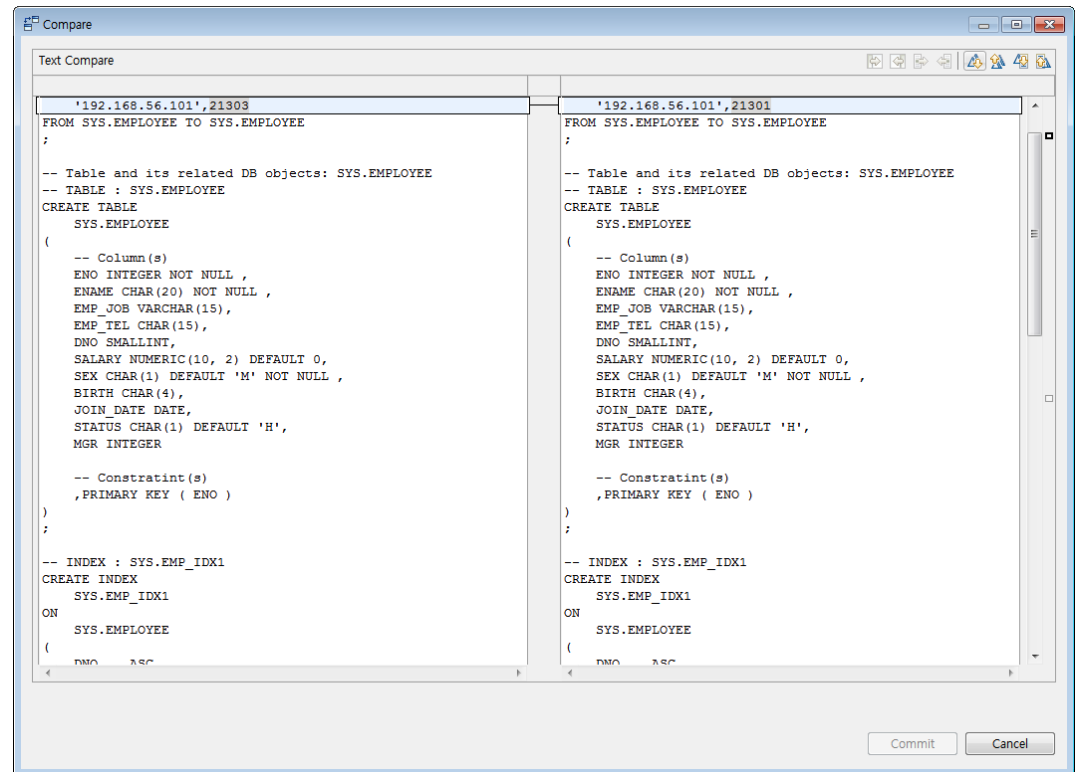 Compare
Text Compare
'192.168.56.101',21303
FROM SYS.EMPLOYEE TO SYS.EMPLOYEE
;
-- Table and its related DB objects: SYS.EMPLOYEE
-- TABLE : SYS.EMPLOYEE
CREATE TABLE
SYS.EMPLOYEE
(
-- Column(s)
ENO INTEGER NOT NULL ,
ENAME CHAR(20) NOT NULL ,
EMP_JOB VARCHAR(15),
EMP_TEL CHAR(15),
DNO SMALLINT,
SALARY NUMERIC(10, 2) DEFAULT 0,
SEX CHAR(1) DEFAULT 'M' NOT NULL ,
BIRTH CHAR(4),
JOIN_DATE DATE,
STATUS CHAR(1) DEFAULT 'H',
MGR INTEGER
-- Constratint(s)
,PRIMARY KEY ( ENO )
)
;
-- INDEX : SYS.EMP_IDX1
CREATE INDEX
SYS.EMP_IDX1
ON
SYS.EMPLOYEE
(
DNO ASC
'192.168.56.101',21301
FROM SYS.EMPLOYEE TO SYS.EMPLOYEE
;
-- Table and its related DB objects: SYS.EMPLOYEE
-- TABLE : SYS.EMPLOYEE
CREATE TABLE
SYS.EMPLOYEE
(
-- Column(s)
ENO INTEGER NOT NULL ,
ENAME CHAR(20) NOT NULL ,
EMP_JOB VARCHAR(15),
EMP_TEL CHAR(15),
DNO SMALLINT,
SALARY NUMERIC(10, 2) DEFAULT 0,
SEX CHAR(1) DEFAULT 'M' NOT NULL ,
BIRTH CHAR(4),
JOIN_DATE DATE,
STATUS CHAR(1) DEFAULT 'H',
MGR INTEGER
-- Constratint(s)
,PRIMARY KEY ( ENO )
)
;
-- INDEX : SYS.EMP_IDX1
CREATE INDEX
SYS.EMP_IDX1
ON
SYS.EMPLOYEE
(
DNO ASC
Commit
Cancel